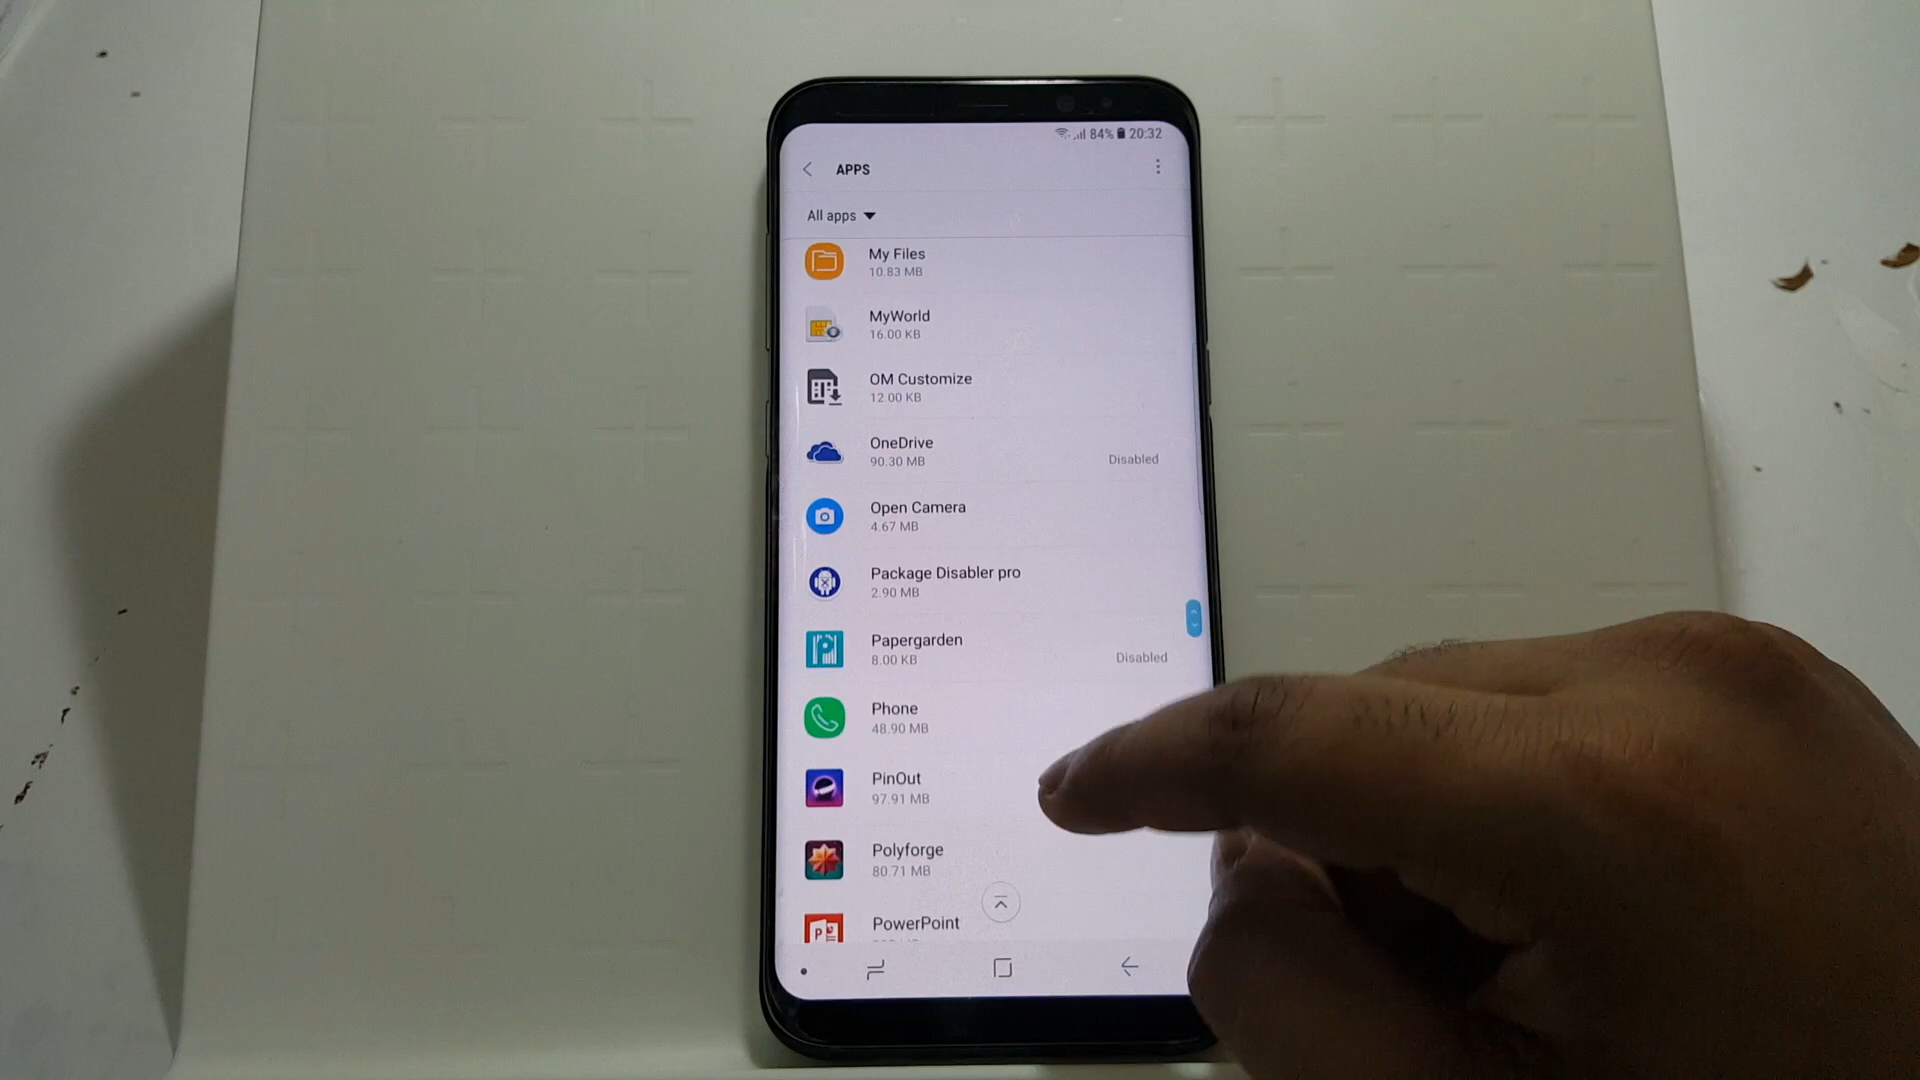 84% 20:32
APPS
All apps
My Files
10.83 MB
MyWorld
16.00 KB
OM Customize
12.00 KB
OneDrive
90.30 MB
Disabled
Open Camera
4.67 MB
Package Disabler pro
2.90 MB
Papergarden
8.00 KB
Disabled
Phone
48.90 MB
PinOut
97.91 MB
Polyforge
80.71 MB
PowerPoint